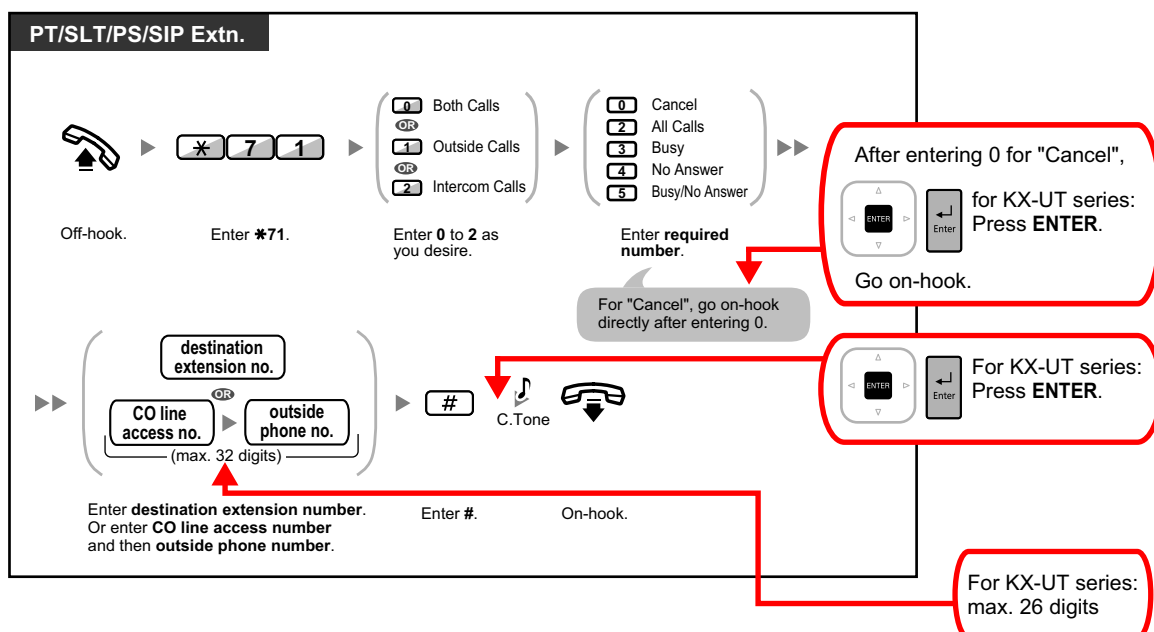 PT/SLT/PS/SIP Extn.
Off-hook.
* 7 1
Enter *71.
0 Both Calls
OR
1 Outside Calls
OR
2 Intercom Calls
Enter 0 to 2 as
you desire.
0 Cancel
2 All Calls
3 Busy
4 No Answer
5 Busy/No Answer
Enter required
number.
For "Cancel", go on-hook
directly after entering 0.
After entering 0 for "Cancel",
ENTER
Enter
for KX-UT series:
Press ENTER.
Go on-hook.
destination
extension no.
OR
CO line
access no.
outside
phone no.
(max. 32 digits)
Enter destination extension number.
Or enter CO line access number
and then outside phone number.
#
Enter #.
C.Tone
On-hook.
ENTER
Enter
For KX-UT series:
Press ENTER.
For KX-UT series:
max. 26 digits